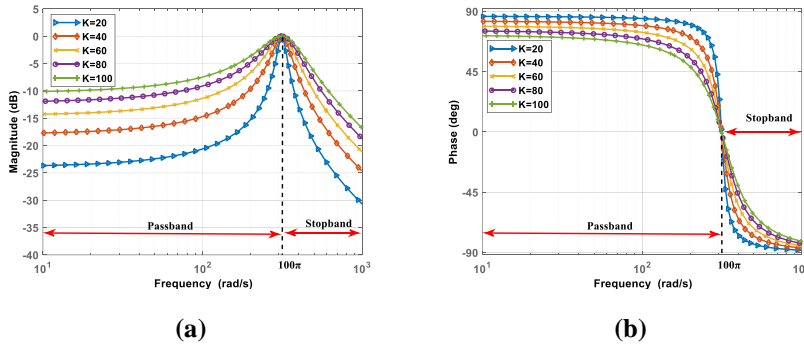 5
0
-5
-10
-15
-20
-25
-30
-35
-40
Magnitude (dB)
K=20
K=40
K=60
K=80
K=100
Passband
Stopband
10^1
10^2
100π
10^3
Frequency (rad/s)
(a)
90
45
0
-45
-90
Phase (deg)
K=20
K=40
K=60
K=80
K=100
Stopband
Passband
10^1
10^2
100π
Frequency (rad/s)
(b)